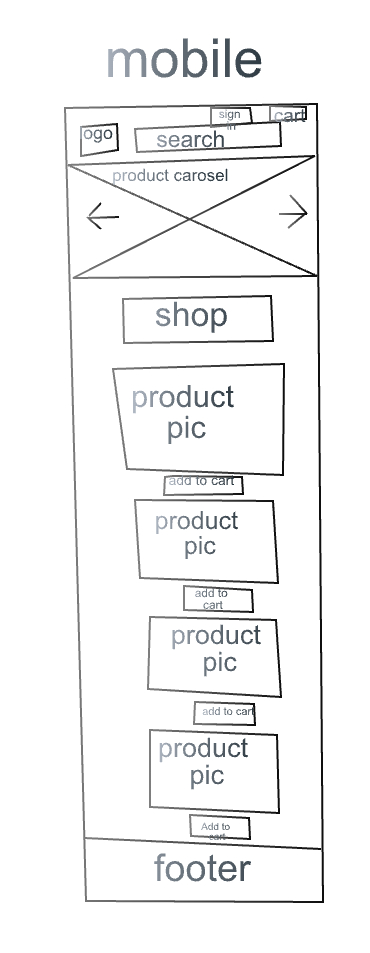 mobile
sign
in
cart
ogo
search
product carosel
shop
product
pic
add to cart
product
pic
add to
cart
product
pic
add to cart
product
pic
Add to
cart
footer